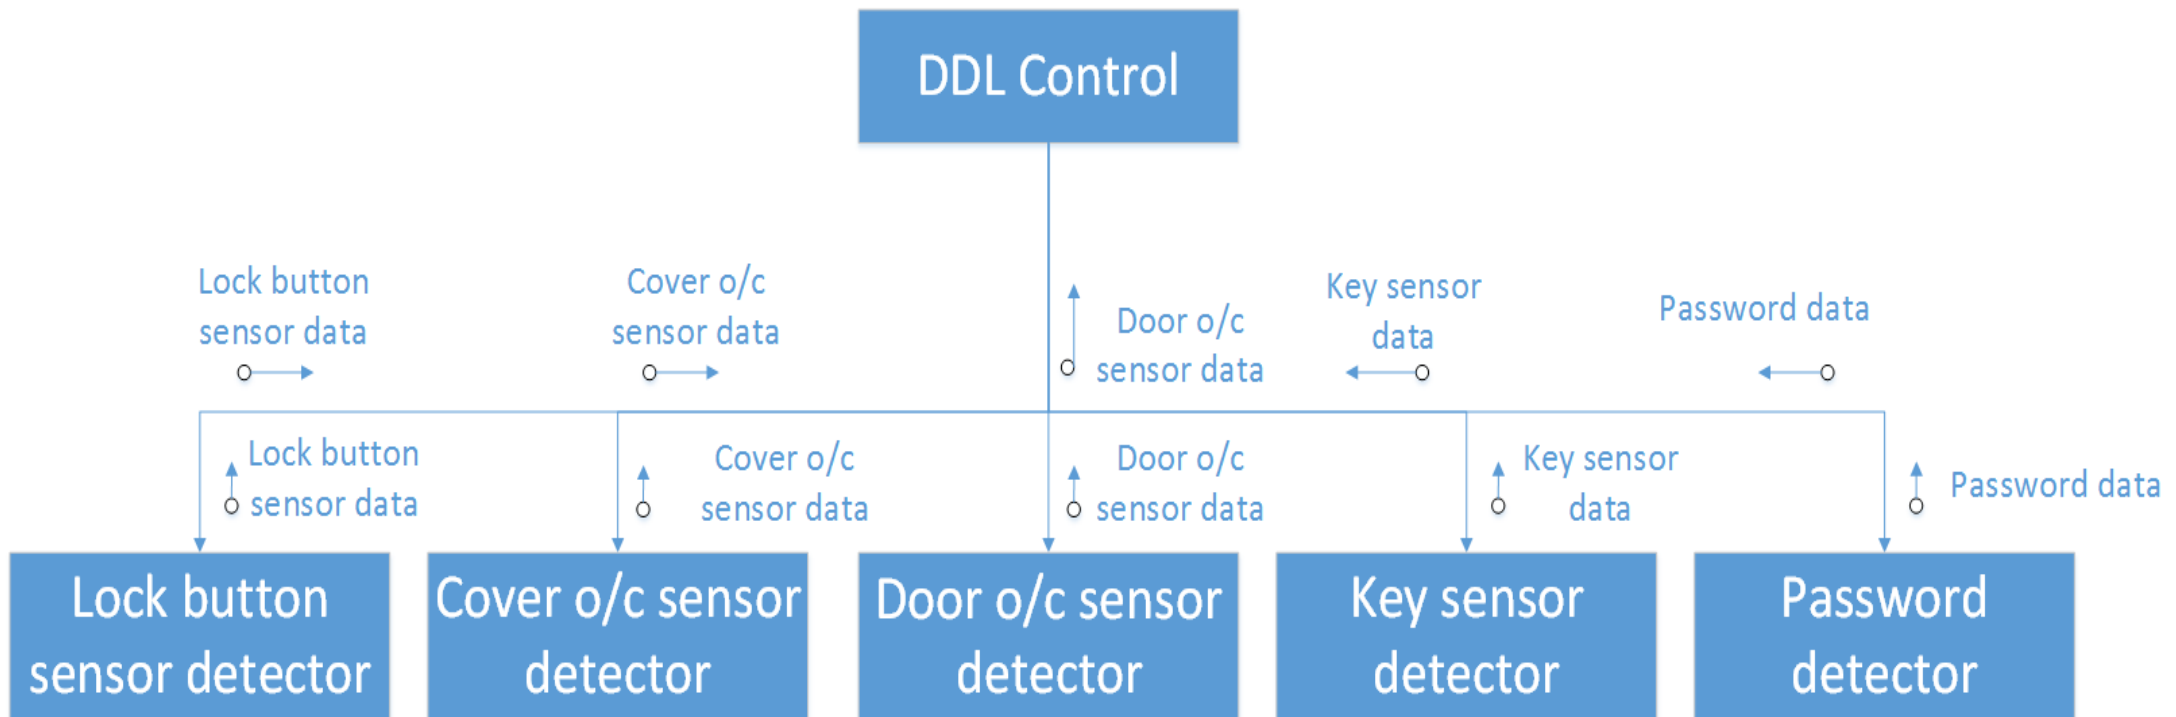 DDL Control
Lock button
sensor data
Cover o/c
sensor data
Door o/c
sensor data
Key sensor
data
Password data
Lock button
sensor data
Cover o/c
sensor data
Door o/c
sensor data
Key sensor
data
Password data
Lock button
sensor detector
Cover o/c sensor
detector
Door o/c sensor
detector
Key sensor
detector
Password
detector